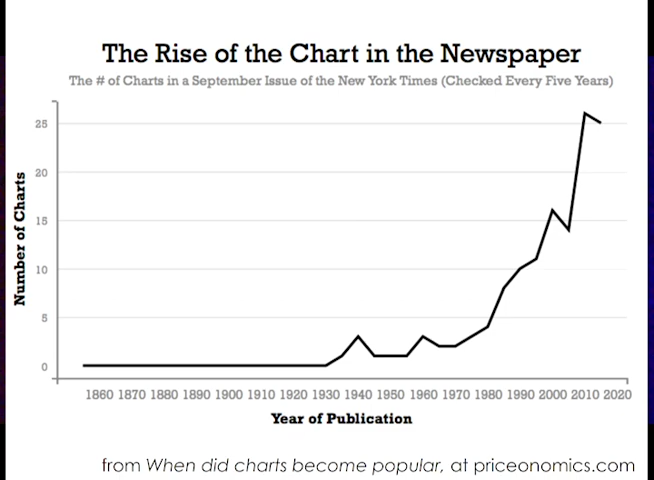 The Rise of the Chart in the Newspaper
The # of Charts in a September Issue of the New York Times (Checked Every Five Years)
Number of Charts
25
20
15
10
5
0
1860 1870 1880 1890 1900 1910 1920 1930 1940 1950 1960 1970 1980 1990 2000 2010 2020
Year of Publication
from When did charts become popular, at priceonomics.com